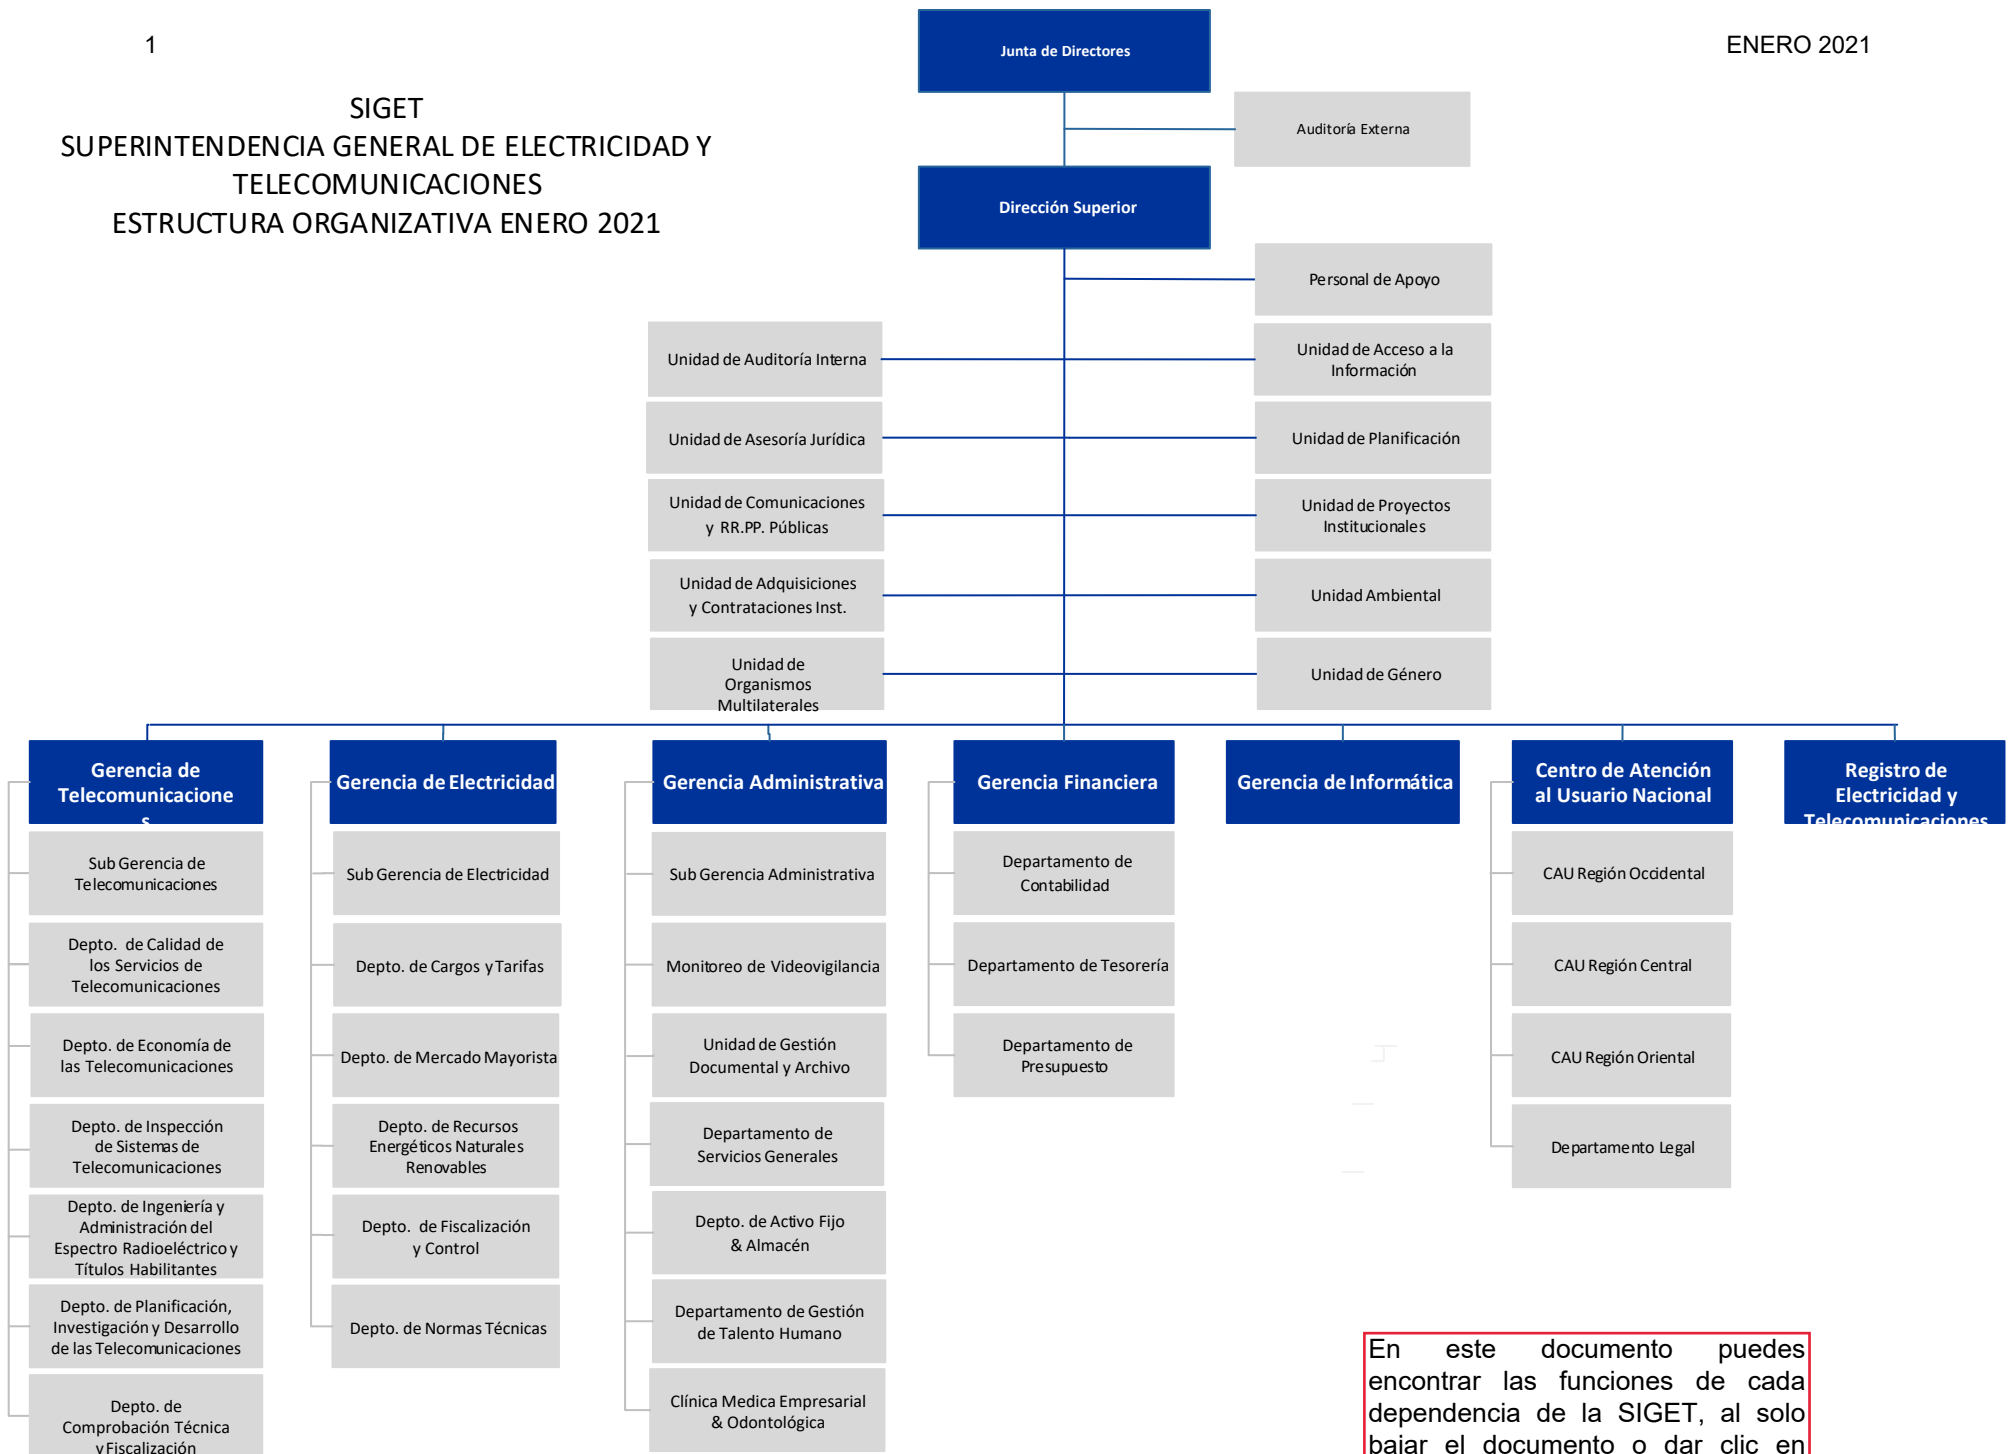 1
ENERO 2021
SIGET
SUPERINTENDENCIA GENERAL DE ELECTRICIDAD Y
TELECOMUNICACIONES
ESTRUCTURA ORGANIZATIVA ENERO 2021
Junta de Directores
Auditoría Externa
Dirección Superior
Personal de Apoyo
Unidad de Auditoría Interna
Unidad de Acceso a la
Información
Unidad de Asesoría Jurídica
Unidad de Planificación
Unidad de Comunicaciones
y RR.PP. Públicas
Unidad de Proyectos
Institucionales
Unidad de Adquisiciones
y Contrataciones Inst.
Unidad Ambiental
Unidad de
Organismos
Multilaterales
Unidad de Género
Gerencia de
Telecomunicacione
s
Sub Gerencia de
Telecomunicaciones
Depto. de Calidad de
los Servicios de
Telecomunicaciones
Depto. de Economía de
las Telecomunicaciones
Depto. de Inspección
de Sistemas de
Telecomunicaciones
Depto. de Ingeniería y
Administración del
Espectro Radioeléctrico y
Títulos Habilitantes
Depto. de Planificación,
Investigación y Desarrollo
de las Telecomunicaciones
Depto. de
Comprobación Técnica
y Fiscalización
Gerencia de Electricidad
Sub Gerencia de Electricidad
Depto. de Cargos y Tarifas
Depto. de Mercado Mayorista
Depto. de Recursos
Energéticos Naturales
Renovables
Depto. de Fiscalización
y Control
Depto. de Normas Técnicas
Gerencia Administrativa
Sub Gerencia Administrativa
Monitoreo de Videovigilancia
Unidad de Gestión
Documental y Archivo
Departamento de
Servicios Generales
Depto. de Activo Fijo
& Almacén
Departamento de Gestión
de Talento Humano
Clínica Medica Empresarial
& Odontológica
Gerencia Financiera
Departamento de
Contabilidad
Departamento de Tesorería
Departamento de
Presupuesto
Gerencia de Informática
Centro de Atención
al Usuario Nacional
CAU Región Occidental
CAU Región Central
CAU Región Oriental
Departamento Legal
Registro de
Electricidad y
Telecomunicaciones
En este documento puedes
encontrar las funciones de cada
dependencia de la SIGET, al solo
bajar el documento o dar clic en